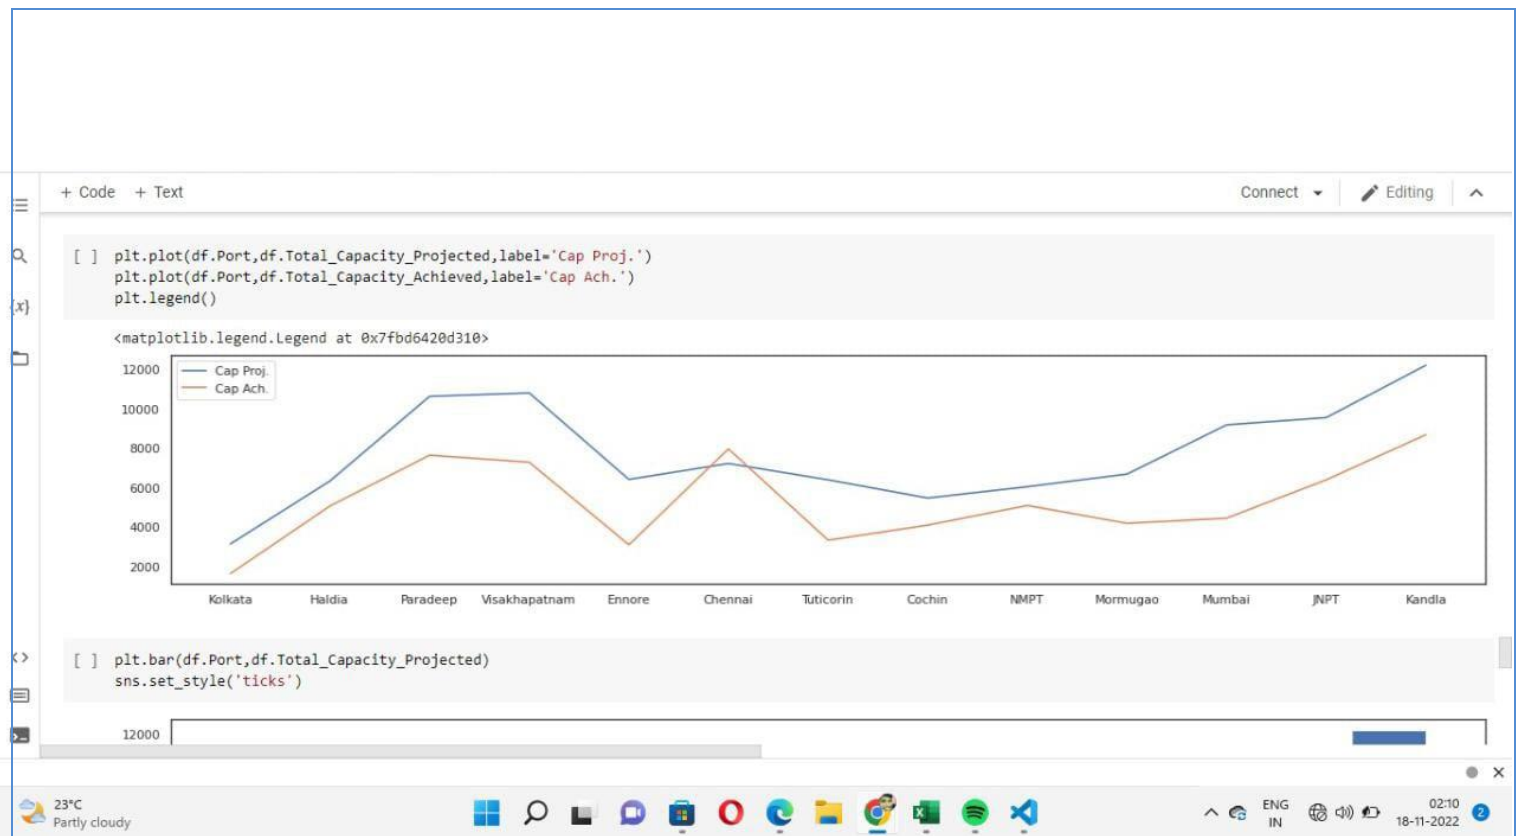 + Code + Text
Connect
Editing
[ ] plt.plot(df.Port,df.Total_Capacity_Projected,label='Cap Proj.')
plt.plot(df.Port,df.Total_Capacity_Achieved,label='Cap Ach.')
plt.legend()
{x}
<matplotlib.legend.Legend at 0x7fbd6420d310>
Cap Proj.
Cap Ach.
12000
10000
8000
6000
4000
2000
Kolkata Haldia Paradeep Visakhapatnam Ennore Chennai Tuticorin Cochin NMPT Mormugao Mumbai JNPT Kandla
[ ] plt.bar(df.Port,df.Total_Capacity_Projected)
sns.set_style('ticks')
12000
23°C
Partly cloudy
ENG
IN
02:10
18-11-2022
2